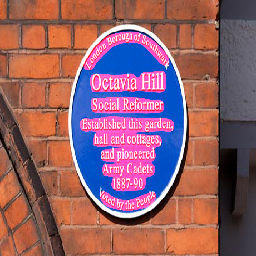 London Borough of Southwark
Octavia Hill
Social Reformer
Established this garden,
hall and cottages,
and pioneered
Army Cadets
1887-90
Voted by the People